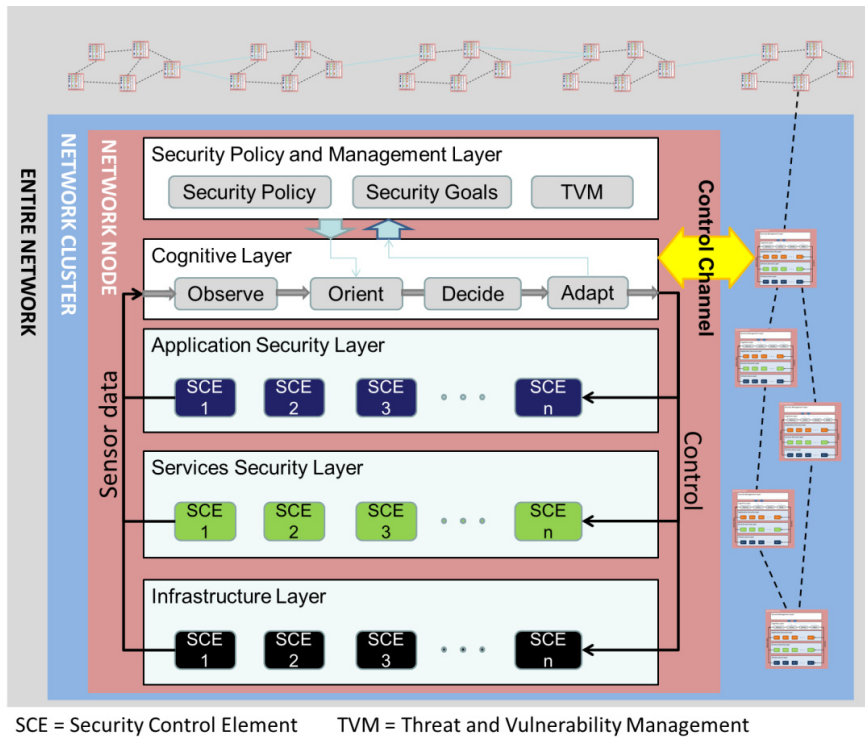 ENTIRE NETWORK
NETWORK CLUSTER
NETWORK NODE
Security Policy and Management Layer
Security Policy
Security Goals
TVM
Cognitive Layer
Observe
Orient
Decide
Adapt
Control Channel
Application Security Layer
SCE
1
SCE
2
SCE
3
SCE
n
Sensor data
Control
Services Security Layer
SCE
1
SCE
2
SCE
3
SCE
n
Infrastructure Layer
SCE
1
SCE
2
SCE
3
SCE
n
SCE = Security Control Element
TVM = Threat and Vulnerability Management